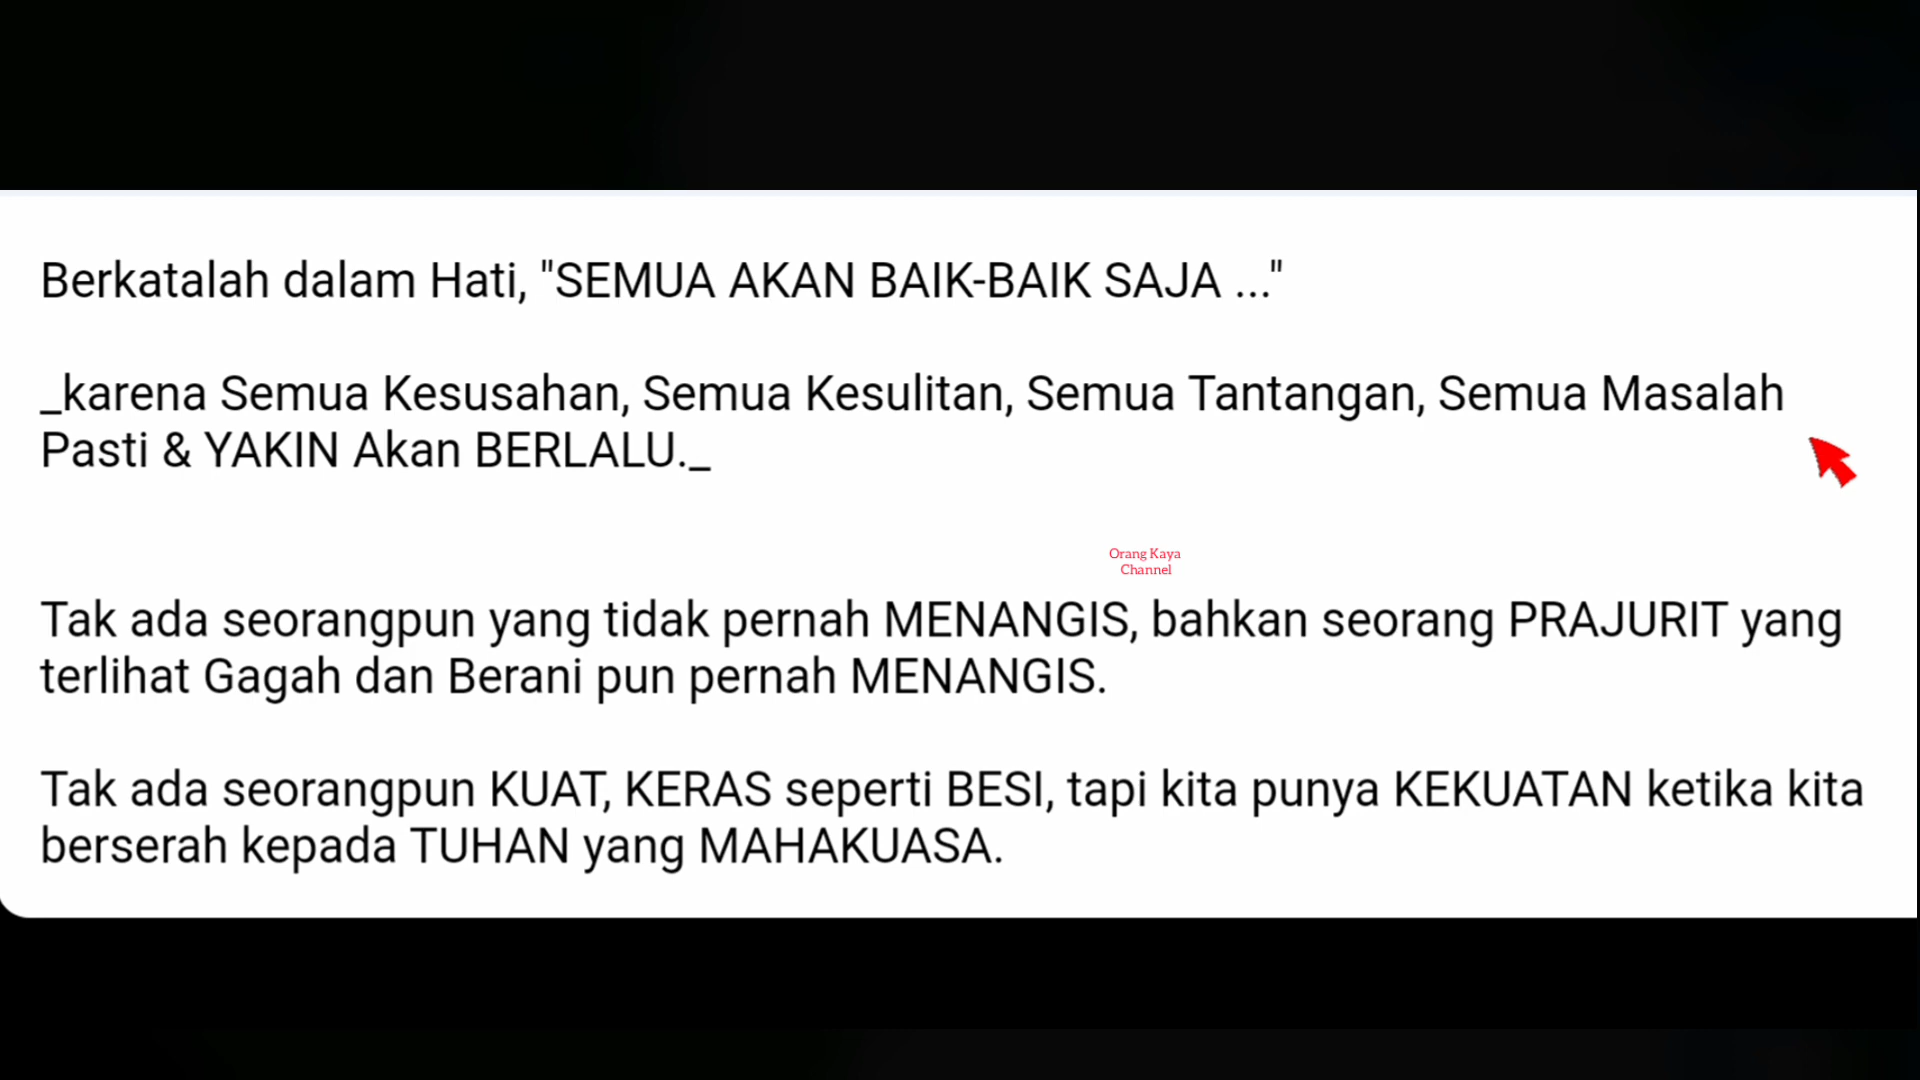 Berkatalah dalam Hati, "SEMUA AKAN BAIK-BAIK SAJA ..."
_karena Semua Kesusahan, Semua Kesulitan, Semua Tantangan, Semua Masalah
Pasti & YAKIN Akan BERLALU._
Orang Kaya
Channel
Tak ada seorangpun yang tidak pernah MENANGIS, bahkan seorang PRAJURIT yang
terlihat Gagah dan Berani pun pernah MENANGIS.
Tak ada seorangpun KUAT, KERAS seperti BESI, tapi kita punya KEKUATAN ketika kita
berserah kepada TUHAN yang MAHAKUASA.